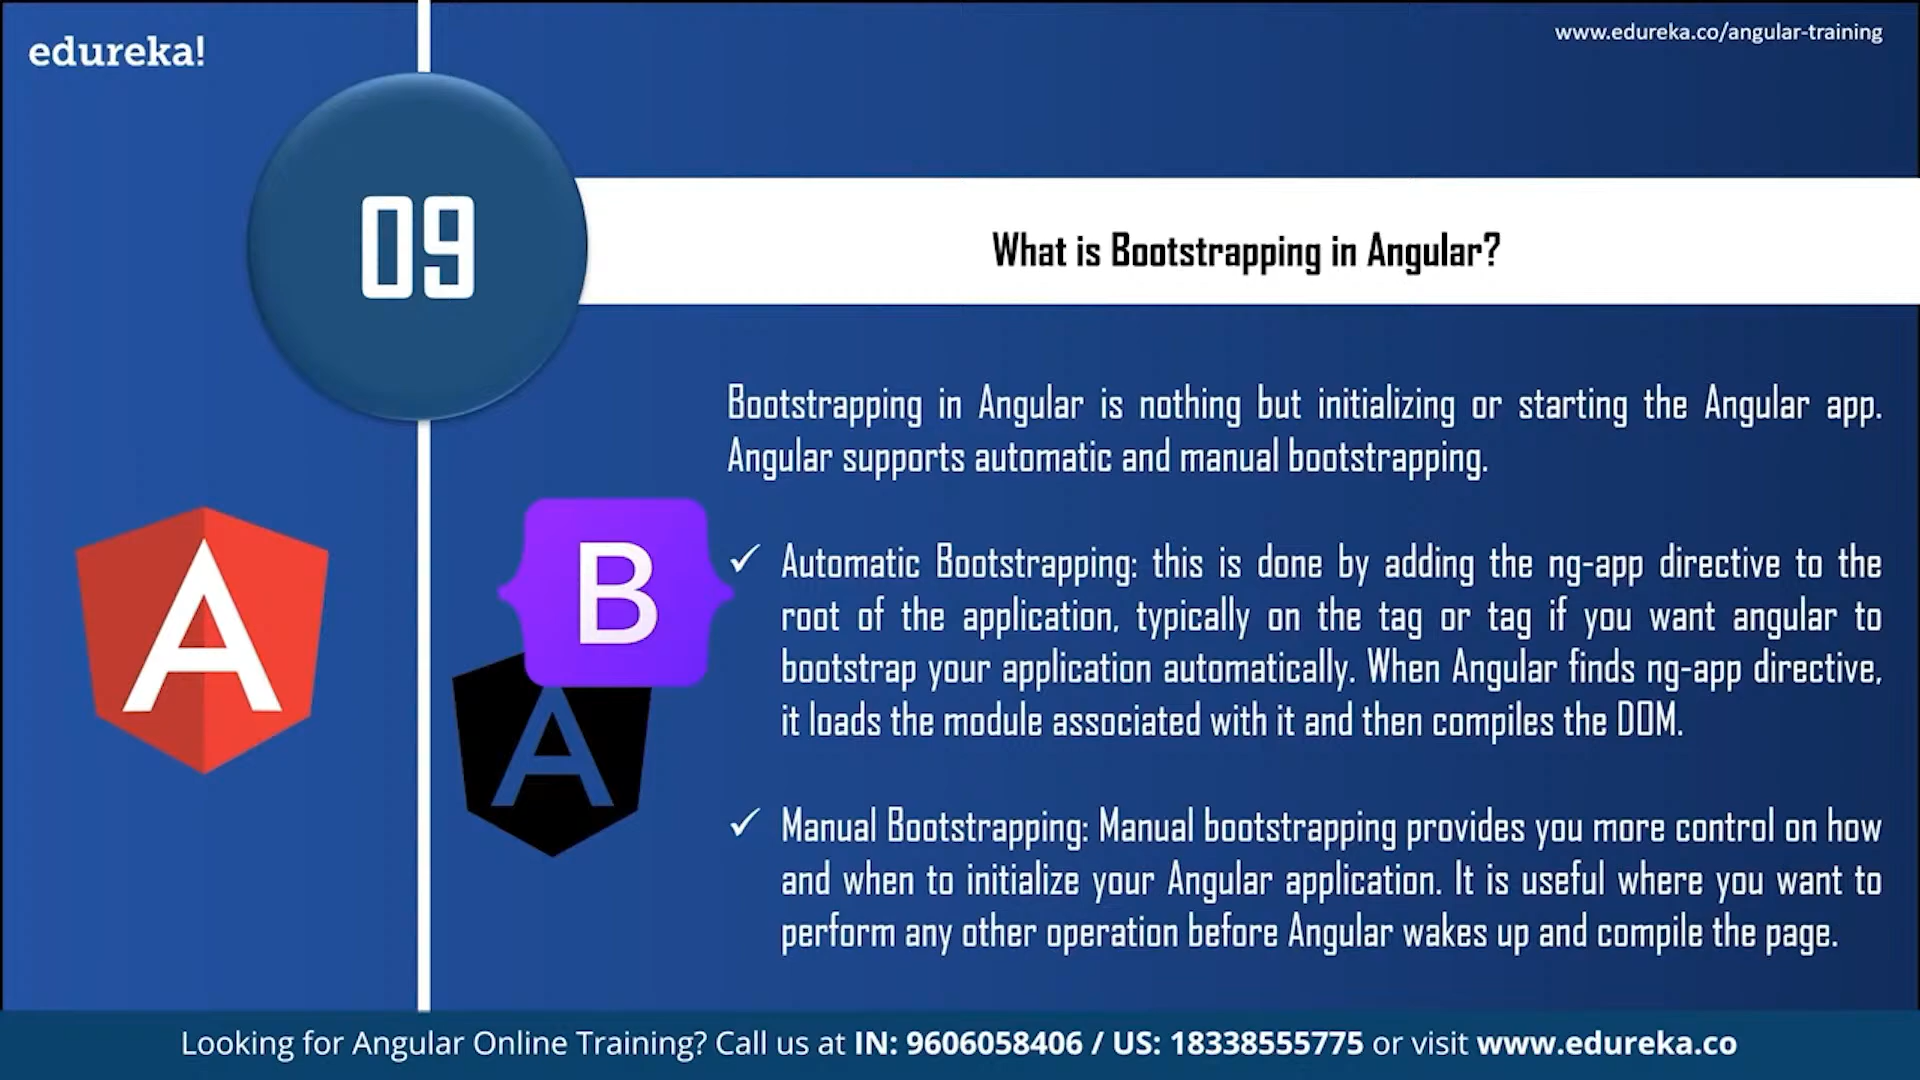 edureka!
www.edureka.co/angular-training
09
What is Bootstrapping in Angular?
Bootstrapping in Angular is nothing but initializing or starting the Angular app.
Angular supports automatic and manual bootstrapping.
✓ Automatic Bootstrapping: this is done by adding the ng-app directive to the
root of the application, typically on the tag or tag if you want angular to
bootstrap your application automatically. When Angular finds ng-app directive,
it loads the module associated with it and then compiles the DOM.
✓ Manual Bootstrapping: Manual bootstrapping provides you more control on how
and when to initialize your Angular application. It is useful where you want to
perform any other operation before Angular wakes up and compile the page.
A
B
A
Looking for Angular Online Training? Call us at IN: 9606058406 / US: 18338555775 or visit www.edureka.co